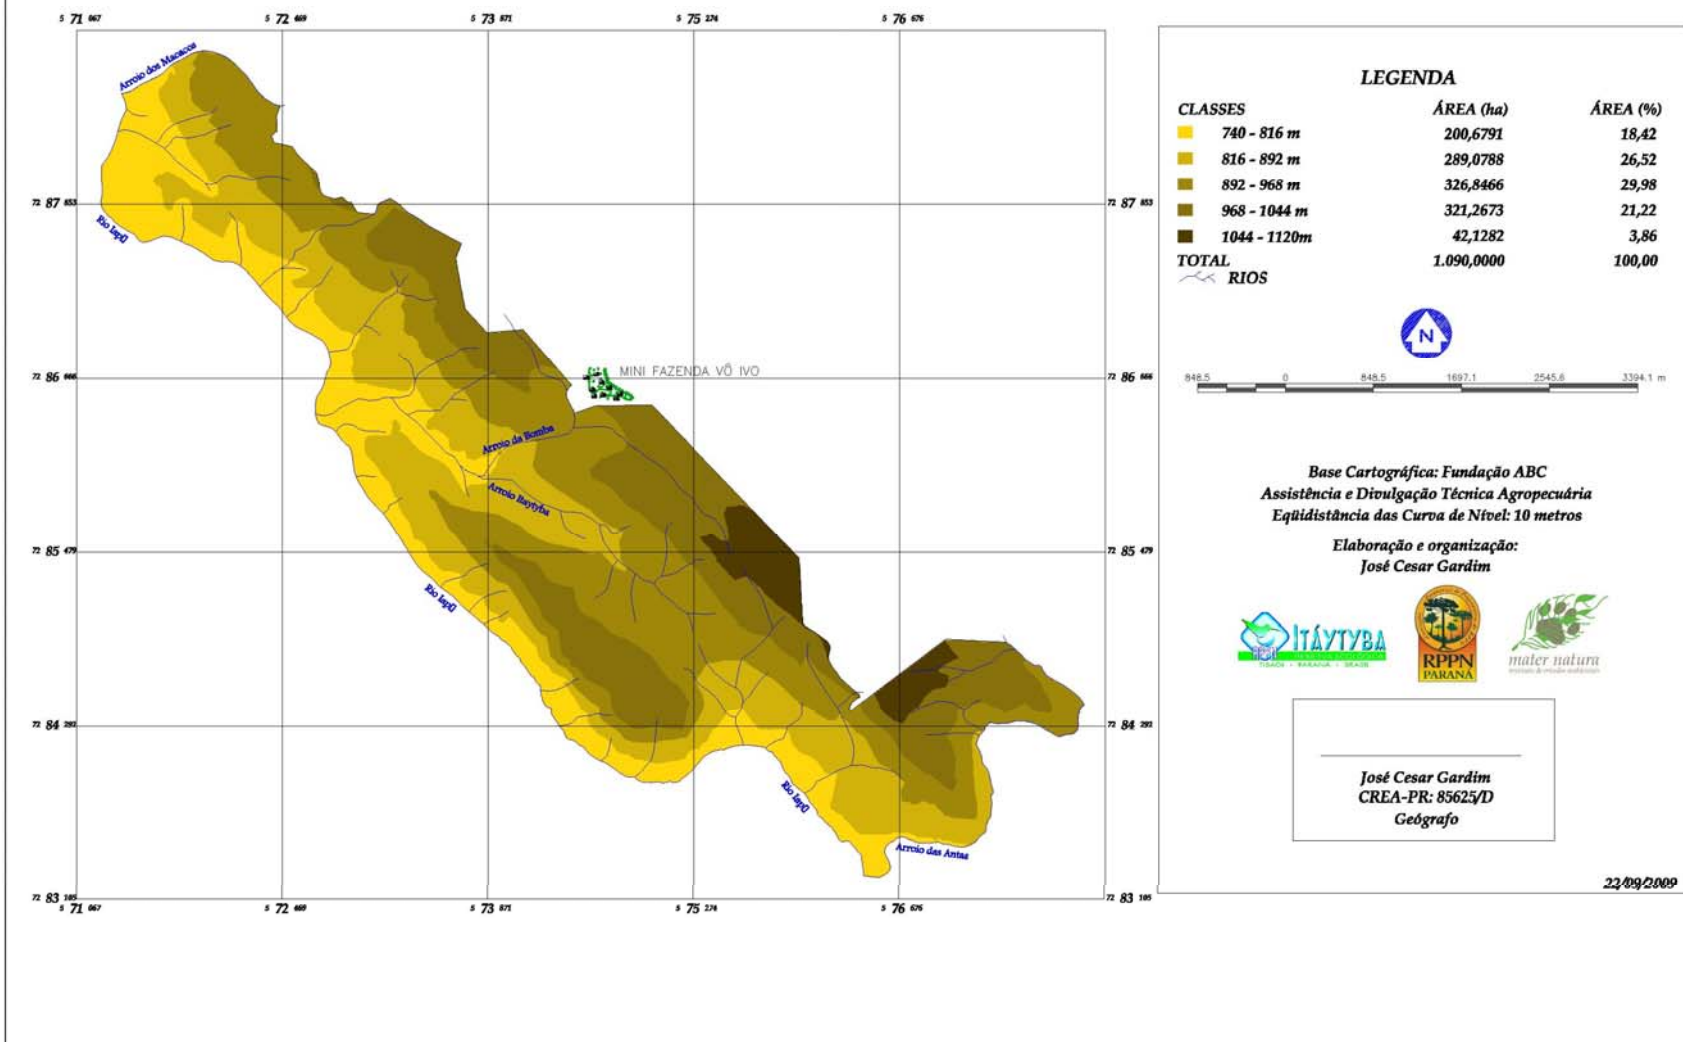 5 71 067 5 72 469 5 73 871 5 75 274 5 76 676
Arroio dos Macacos
72 87 853 72 87 853
Rio Iapó
MINI FAZENDA VÔ IVO
72 86 666 72 86 666
Arroio da Bomba
Arroio Itaytyba
72 85 479 72 85 479
Rio Iapó
72 84 292 72 84 292
Rio Iapó
Arroio das Antas
72 83 105 72 83 105
5 71 067 5 72 469 5 73 871 5 75 274 5 76 676
LEGENDA
CLASSES ÁREA (ha) ÁREA (%)
740 - 816 m 200,6791 18,42
816 - 892 m 289,0788 26,52
892 - 968 m 326,8466 29,98
968 - 1044 m 321,2673 21,22
1044 - 1120m 42,1282 3,86
TOTAL 1.090,0000 100,00
RIOS
N
848.5 0 848.5 1697.1 2545.6 3394.1 m
Base Cartográfica: Fundação ABC
Assistência e Divulgação Técnica Agropecuária
Eqüidistância das Curva de Nível: 10 metros
Elaboração e organização:
José Cesar Gardim
ITÁYTYBA
TIBAGI - PARANÁ - BRASIL
RPPN
PARANÁ
mater natura
José Cesar Gardim
CREA-PR: 85625/D
Geógrafo
22/09/2009